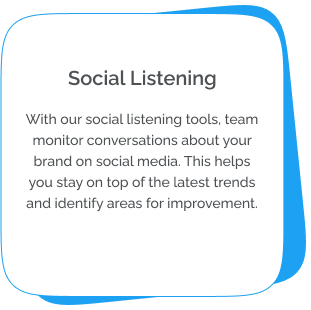 Social Listening
With our social listening tools, team
monitor conversations about your
brand on social media. This helps
you stay on top of the latest trends
and identify areas for improvement.